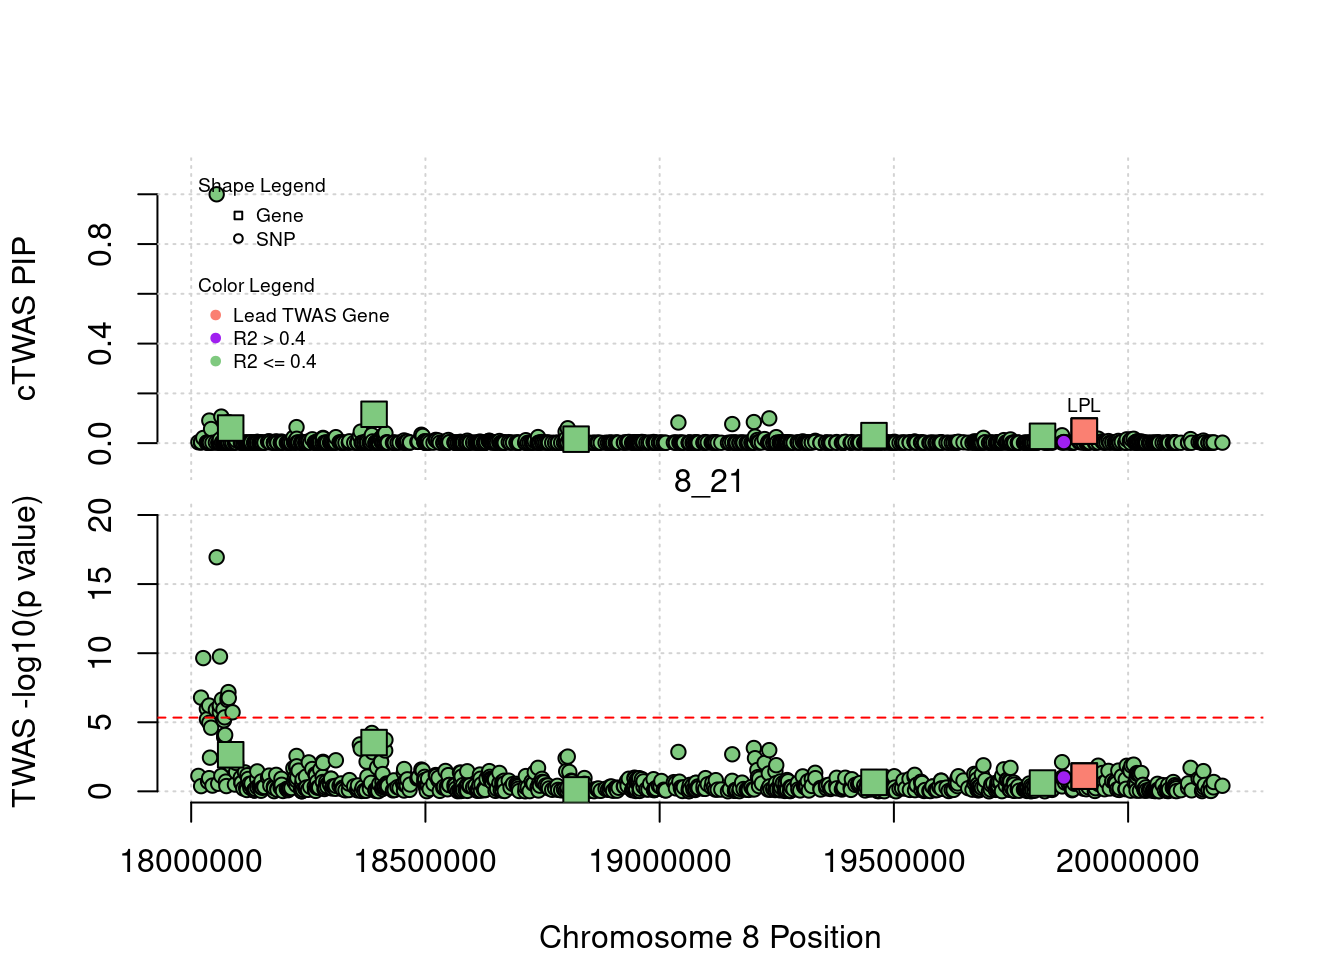 Shape Legend
Gene
SNP
Color Legend
Lead TWAS Gene
R2 > 0.4
R2 <= 0.4
cTWAS PIP
0.8
0.4
0.0
LPL
8_21
TWAS -log10(p value)
20
15
10
5
0
18000000 18500000 19000000 19500000 20000000
Chromosome 8 Position